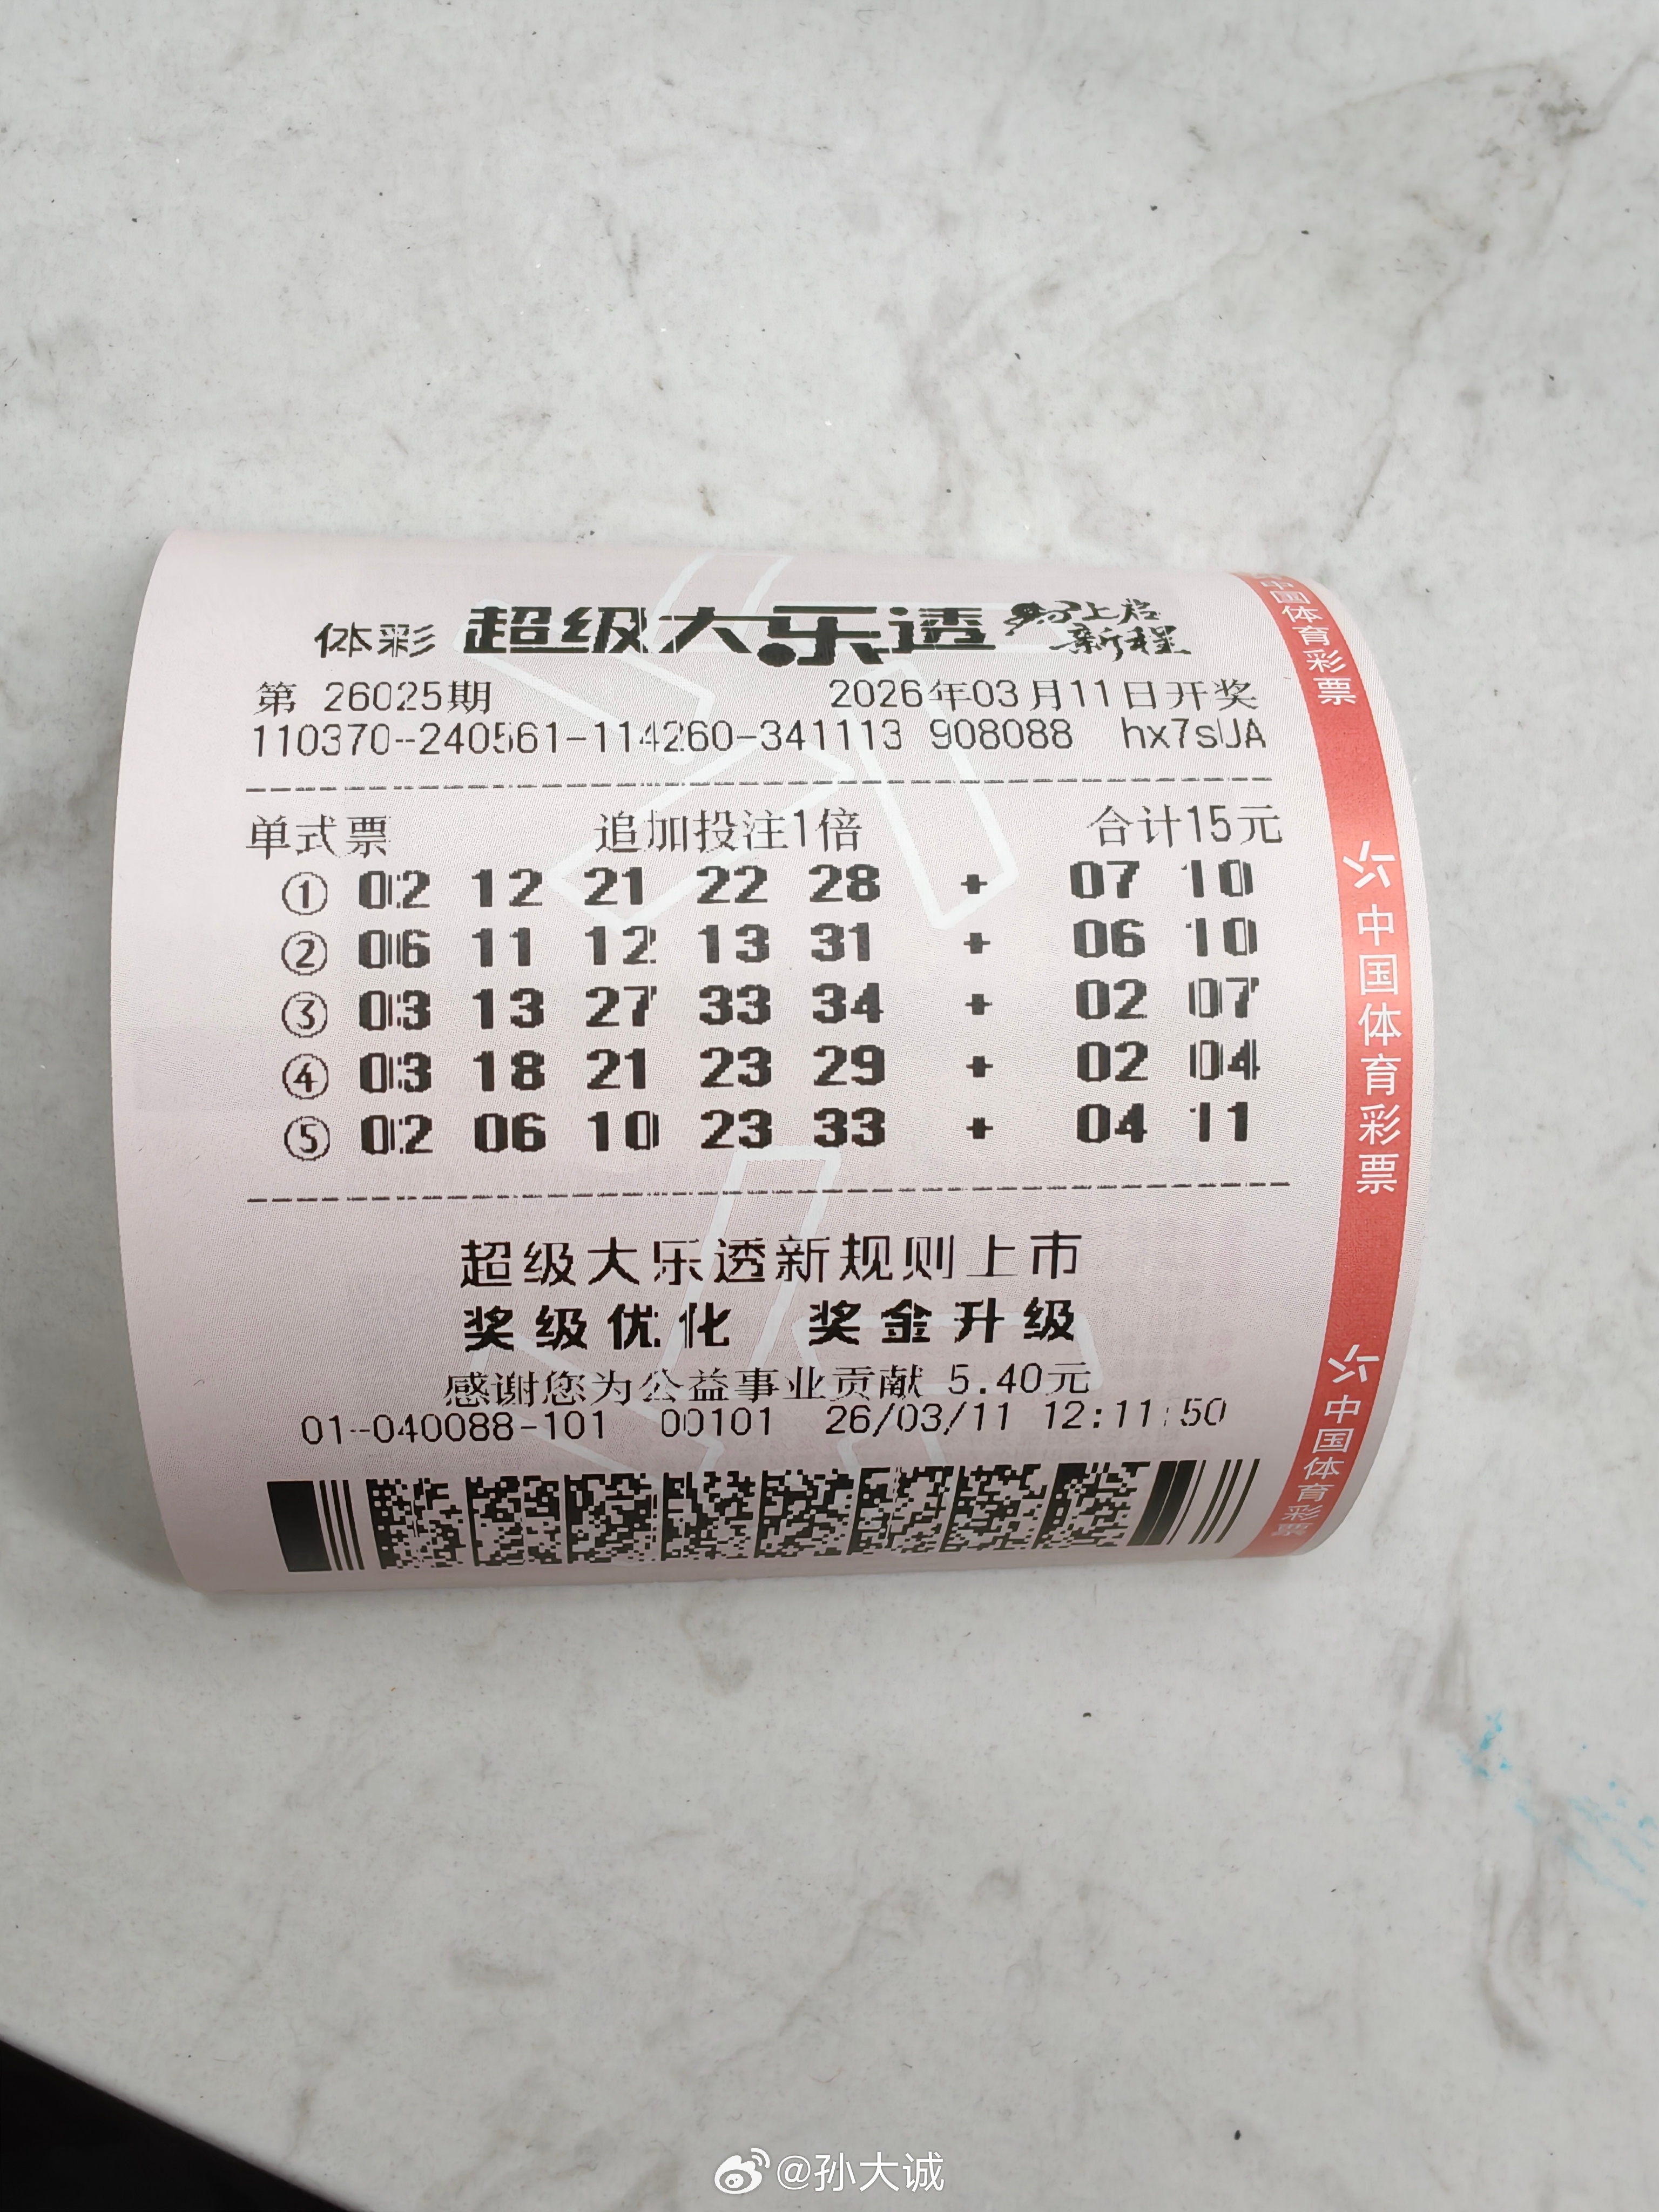 体彩 超级大乐透 马上启新程
第 26025期 2026年03月11日开奖
110370-240561-114260-341113 908088 hx7sUA
单式票 追加投注1倍 合计15元
① 02 12 21 22 28 + 07 10
② 06 11 12 13 31 + 06 10
③ 03 13 27 33 34 + 02 07
④ 03 18 21 23 29 + 02 04
⑤ 02 06 10 23 33 + 04 11
超级大乐透新规则上市
奖级优化 奖金升级
感谢您为公益事业贡献 5.40元
01-040088-101 00101 26/03/11 12:11:50
中国体育彩票
中国体育彩票
中国体育彩票
@孙大诚